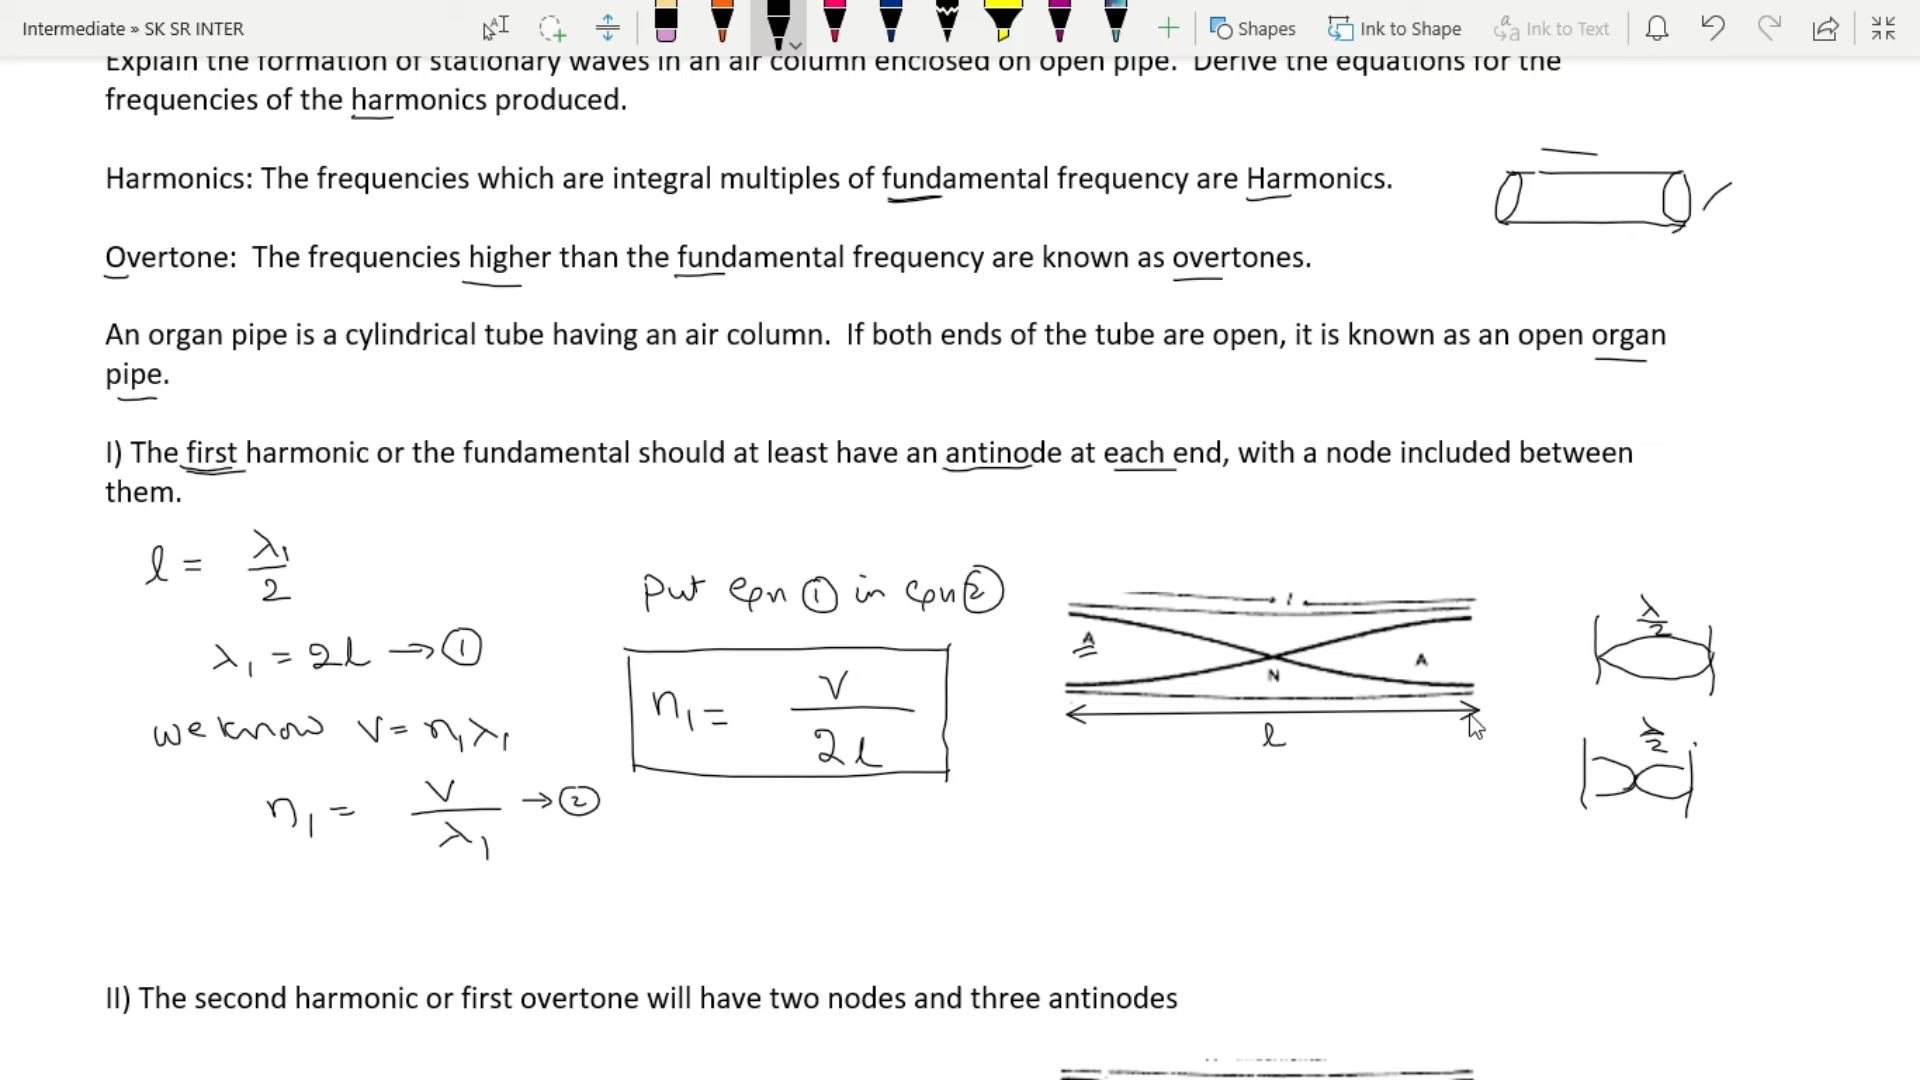 Intermediate » SK SR INTER
Shapes
Ink to Shape
Ink to Text
Explain the formation of stationary waves in an air column enclosed on open pipe. Derive the equations for the
frequencies of the harmonics produced.
Harmonics: The frequencies which are integral multiples of fundamental frequency are Harmonics.
Overtone: The frequencies higher than the fundamental frequency are known as overtones.
An organ pipe is a cylindrical tube having an air column. If both ends of the tube are open, it is known as an open organ
pipe.
I) The first harmonic or the fundamental should at least have an antinode at each end, with a node included between
them.
l = λ₁/2
λ₁ = 2l → ①
we know v = n₁λ₁
n₁ = v/λ₁ → ②
Put eqn ① in eqn ②
n₁ = v/2l
l
A
N
A
l
λ/2
λ/2
II) The second harmonic or first overtone will have two nodes and three antinodes